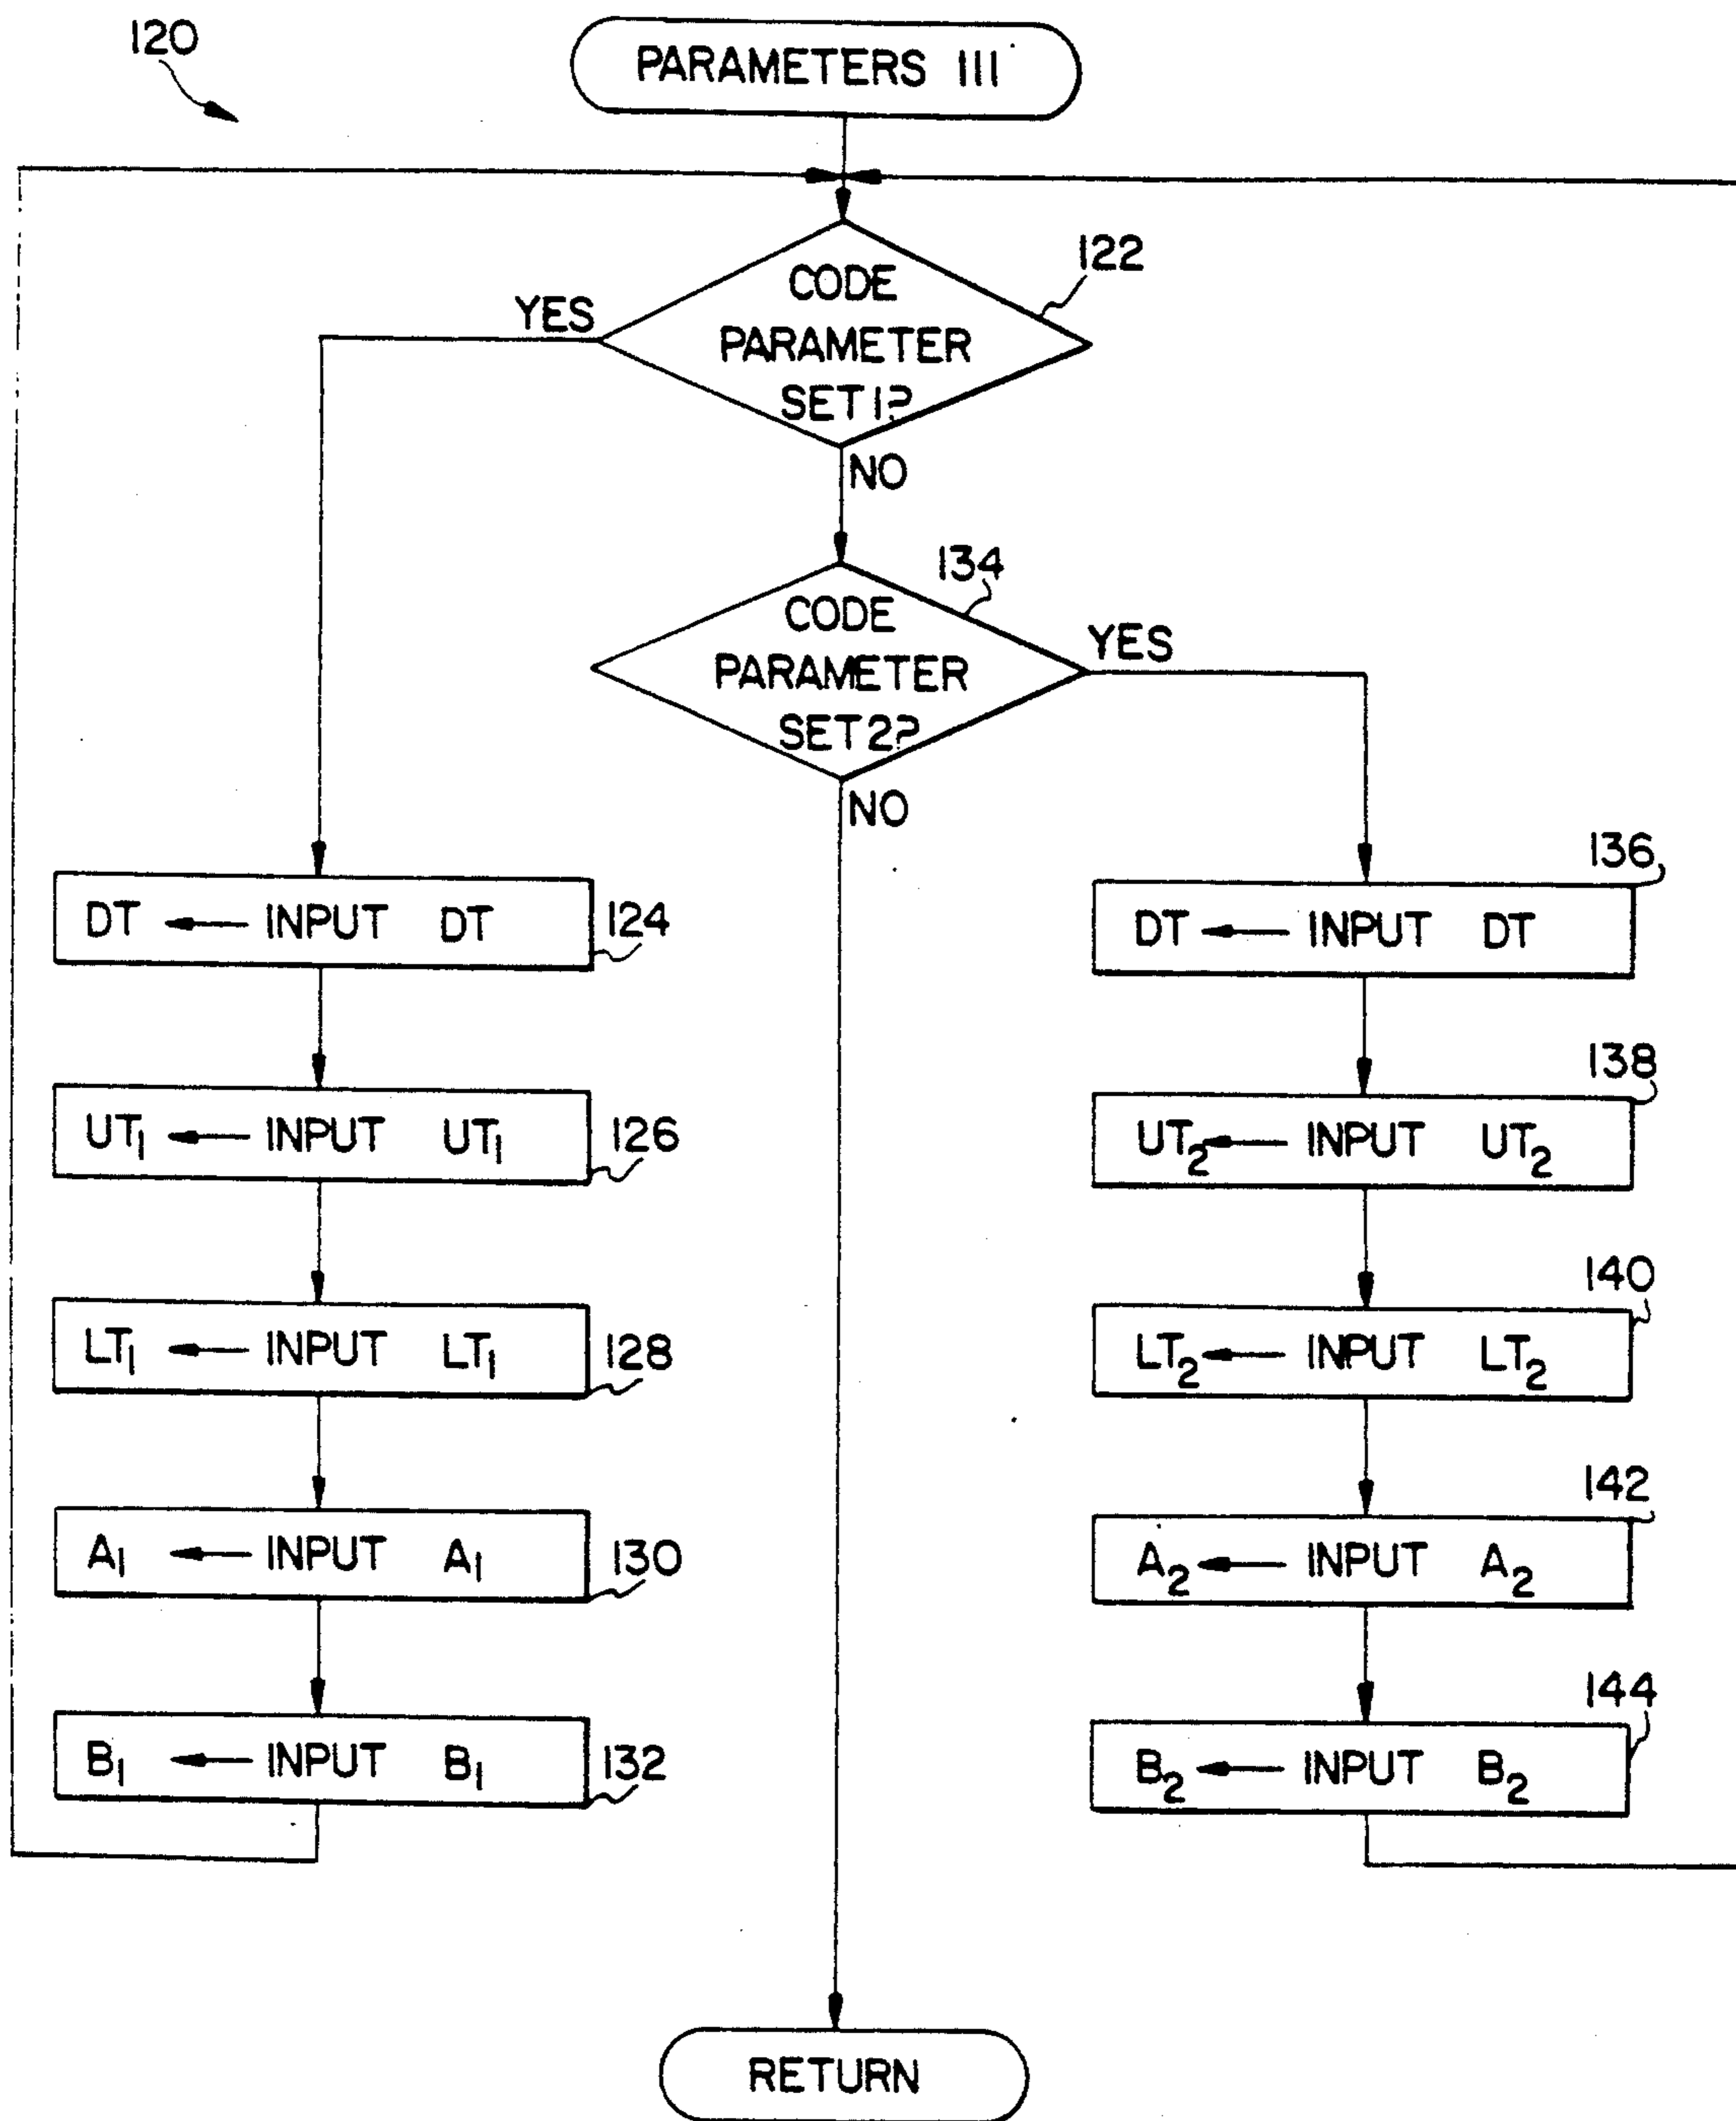 120
PARAMETERS 111
122
CODE
PARAMETER
SET 1?
YES
NO
134
CODE
PARAMETER
SET 2?
YES
NO
DT ← INPUT DT
124
UT₁ ← INPUT UT₁
126
LT₁ ← INPUT LT₁
128
A₁ ← INPUT A₁
130
B₁ ← INPUT B₁
132
136
DT ← INPUT DT
138
UT₂ ← INPUT UT₂
140
LT₂ ← INPUT LT₂
142
A₂ ← INPUT A₂
144
B₂ ← INPUT B₂
RETURN